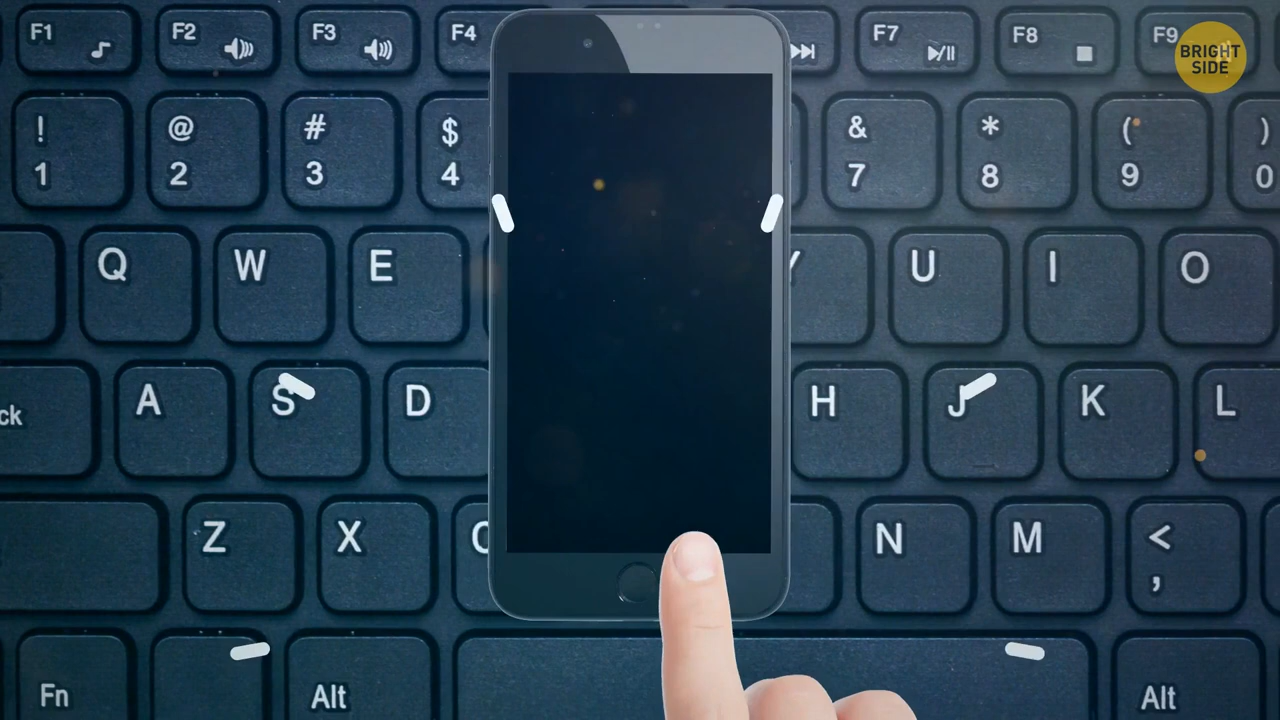 F1 F2 F3 F4 F7 F8 F9
BRIGHT
SIDE
! @ # $ & * ( )
1 2 3 4 7 8 9 0
Q W E Y U I O
ck A S D H J K L
Z X C N M <
,
Fn Alt Alt